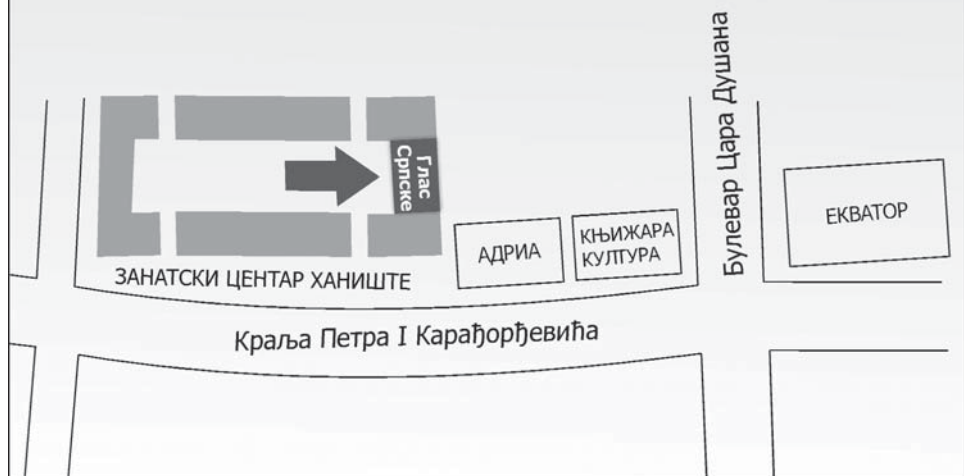 Глас
Српске
ЗАНАТСКИ ЦЕНТАР ХАНИШТЕ
АДРИА
КЊИЖАРА
КУЛТУРА
Булевар Цара Душана
ЕКВАТОР
Краља Петра I Карађорђевића